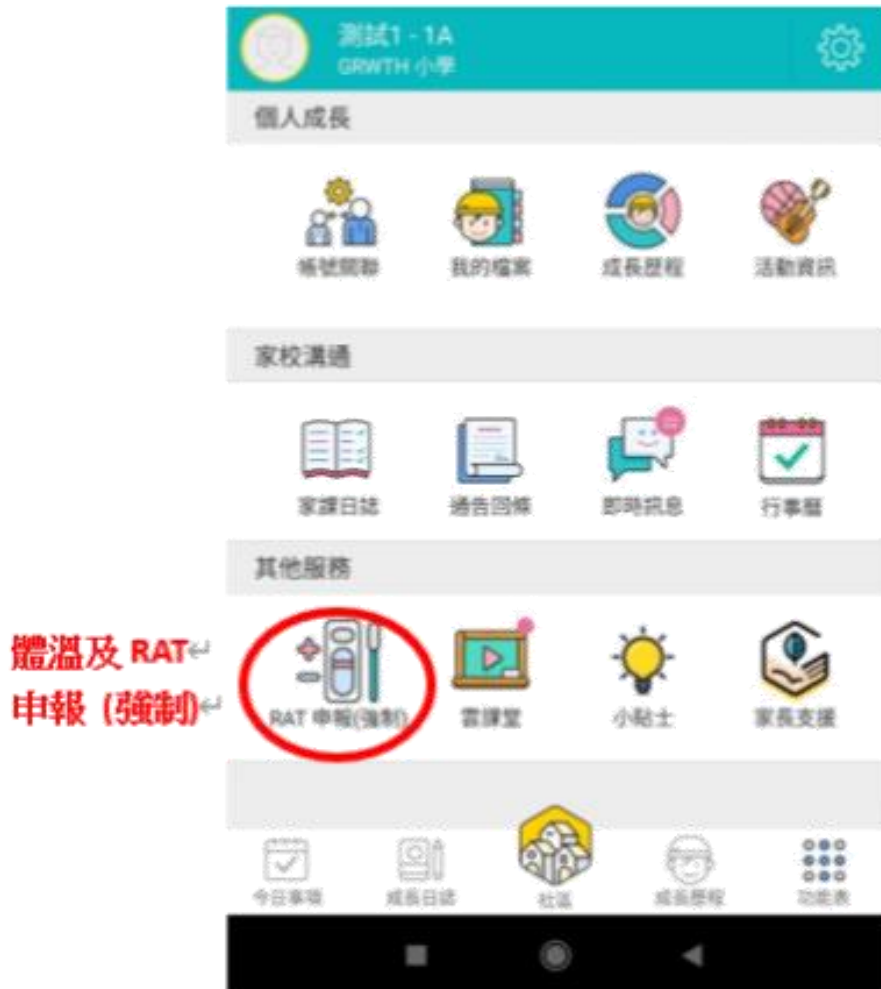 測試1 - 1A
GRWTH 小學
個人成長
帳號關聯
我的檔案
成長歷程
活動資訊
家校溝通
家課日誌
通告回條
即時訊息
行事曆
其他服務
體溫及 RAT↵
申報 (強制)↵
RAT 申報(強制)
雲課堂
小貼士
家長支援
今日事項
成長日誌
社區
成長歷程
功能表